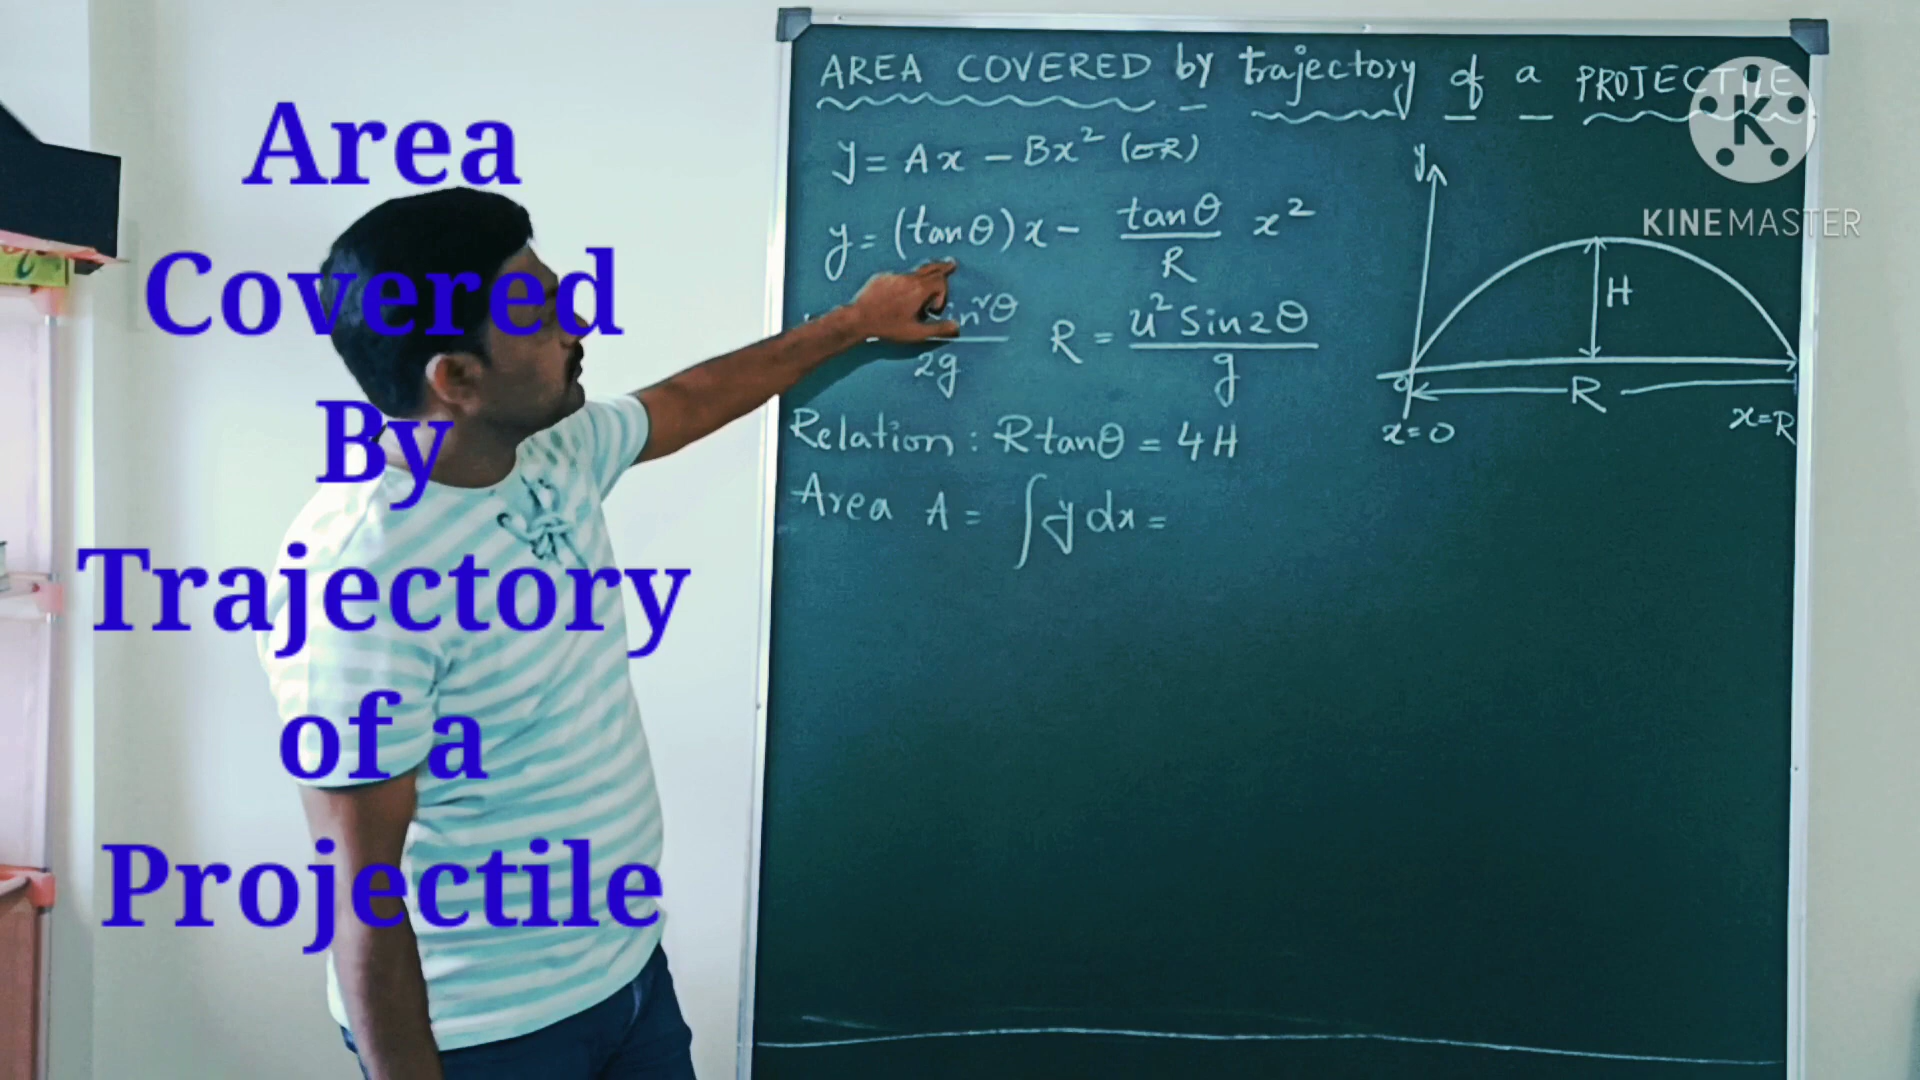 Area
Covered
By
Trajectory
of a
Projectile
AREA COVERED by trajectory of a PROJECTILE
y = Ax - Bx² (OR)
y = (tanθ)x - tanθ/R x²
sin²θ/2g R = u² Sin2θ/g
Relation : R tanθ = 4H
Area A = ∫y dx =
y
H
O
R
x=0
x=R
K
KINEMASTER